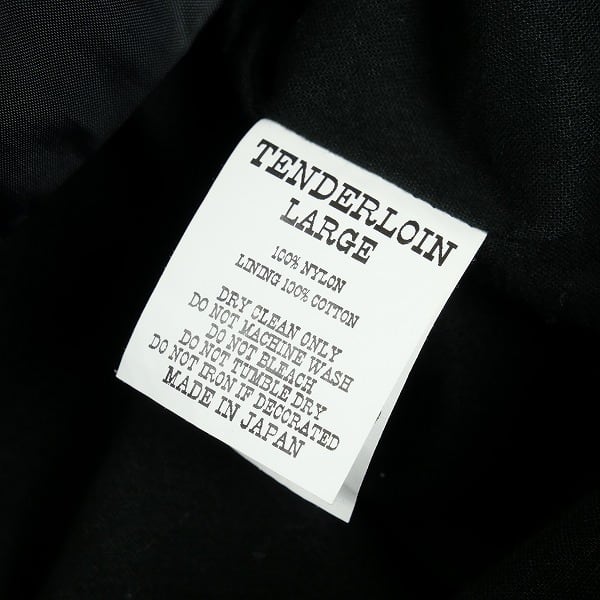 TENDERLOIN
LARGE
100% NYLON
LINING 100% COTTON
DRY CLEAN ONLY
DO NOT MACHINE WASH
DO NOT BLEACH
DO NOT TUMBLE DRY
DO NOT IRON IF DECORATED
MADE IN JAPAN